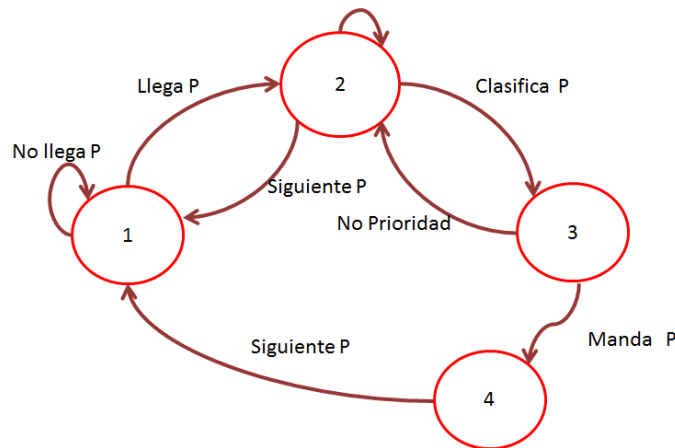 2
Llega P
Clasifica P
No llega P
Siguiente P
No Prioridad
1
3
Siguiente P
Manda P
4